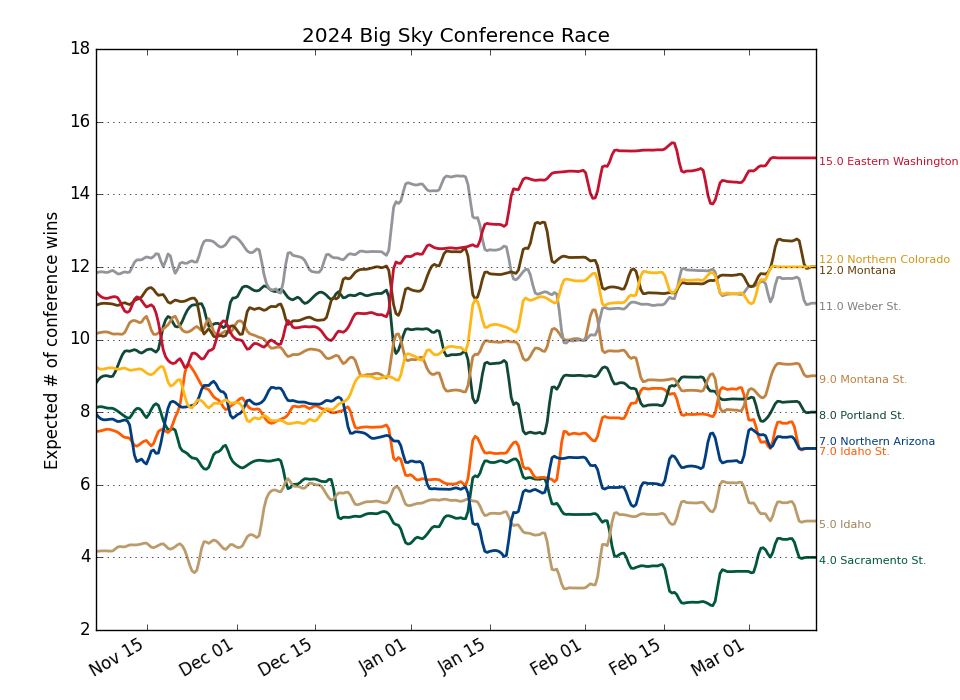 2024 Big Sky Conference Race
Expected # of conference wins
18
16
14
12
10
8
6
4
2
15.0 Eastern Washington
12.0 Northern Colorado
12.0 Montana
11.0 Weber St.
9.0 Montana St.
8.0 Portland St.
7.0 Northern Arizona
7.0 Idaho St.
5.0 Idaho
4.0 Sacramento St.
Nov 15
Dec 01
Dec 15
Jan 01
Jan 15
Feb 01
Feb 15
Mar 01